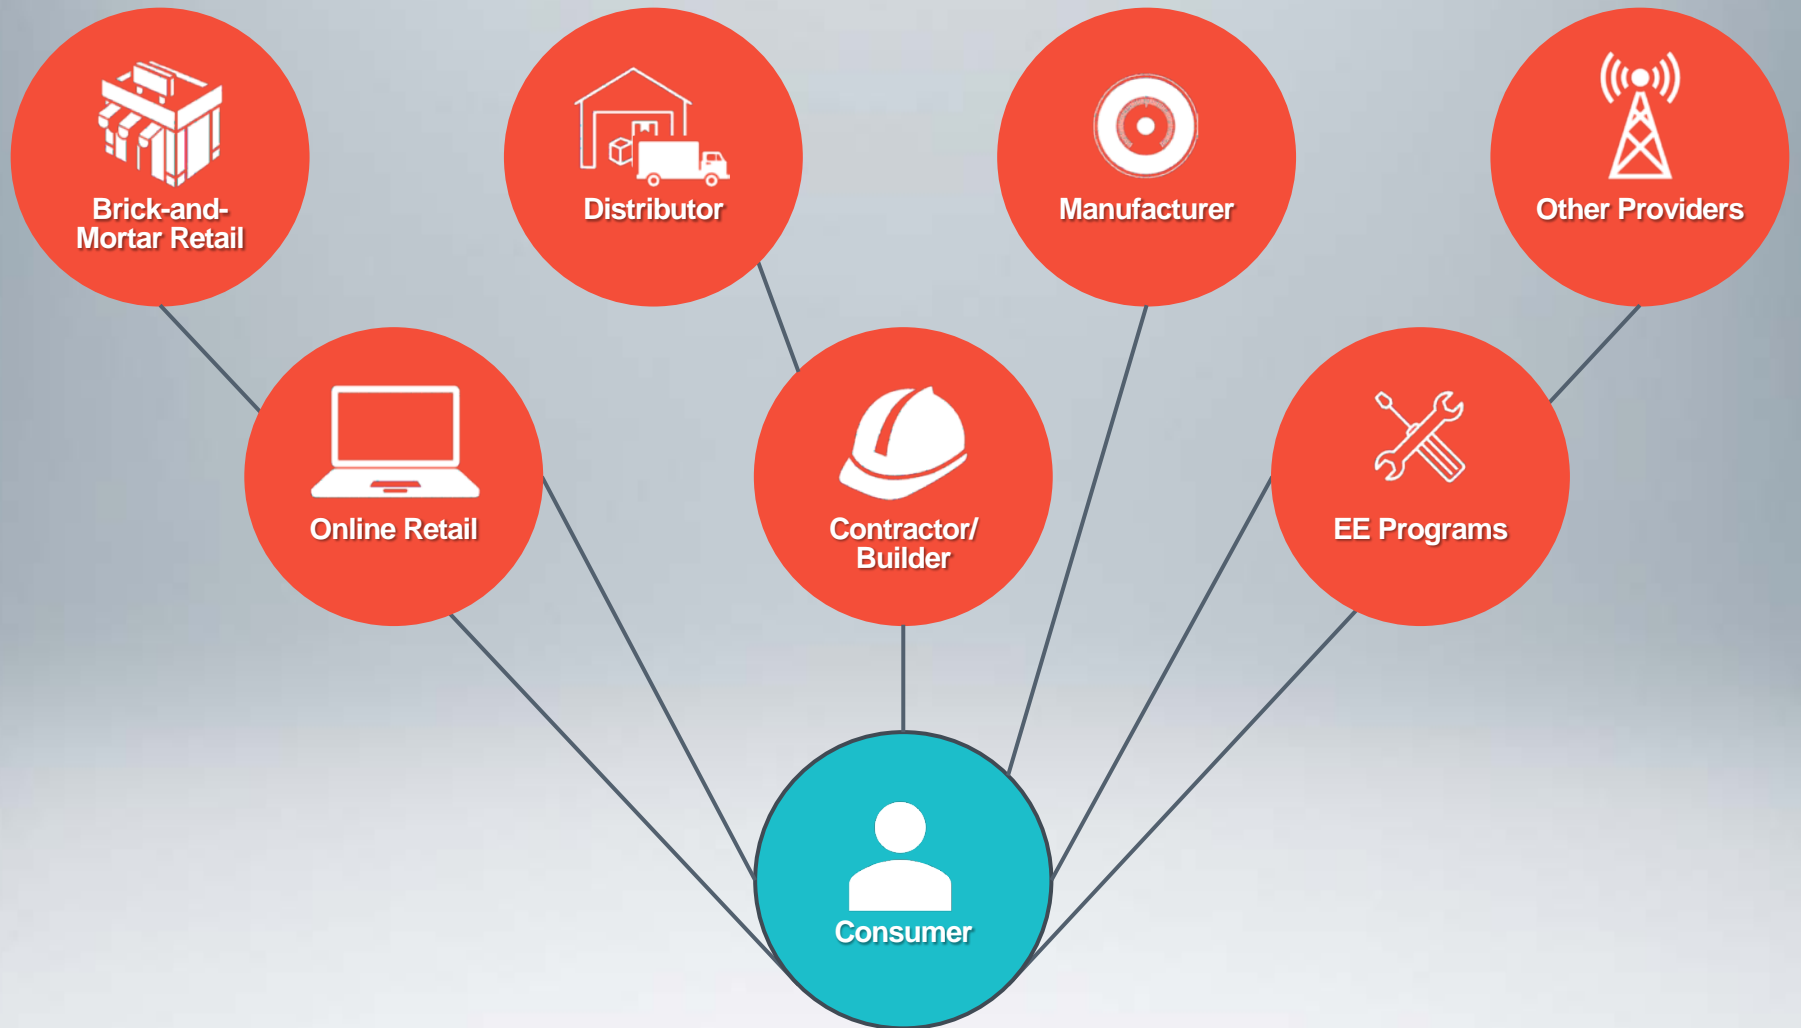 Brick-and-
Mortar Retail
Distributor
Manufacturer
Other Providers
Online Retail
Contractor/
Builder
EE Programs
Consumer